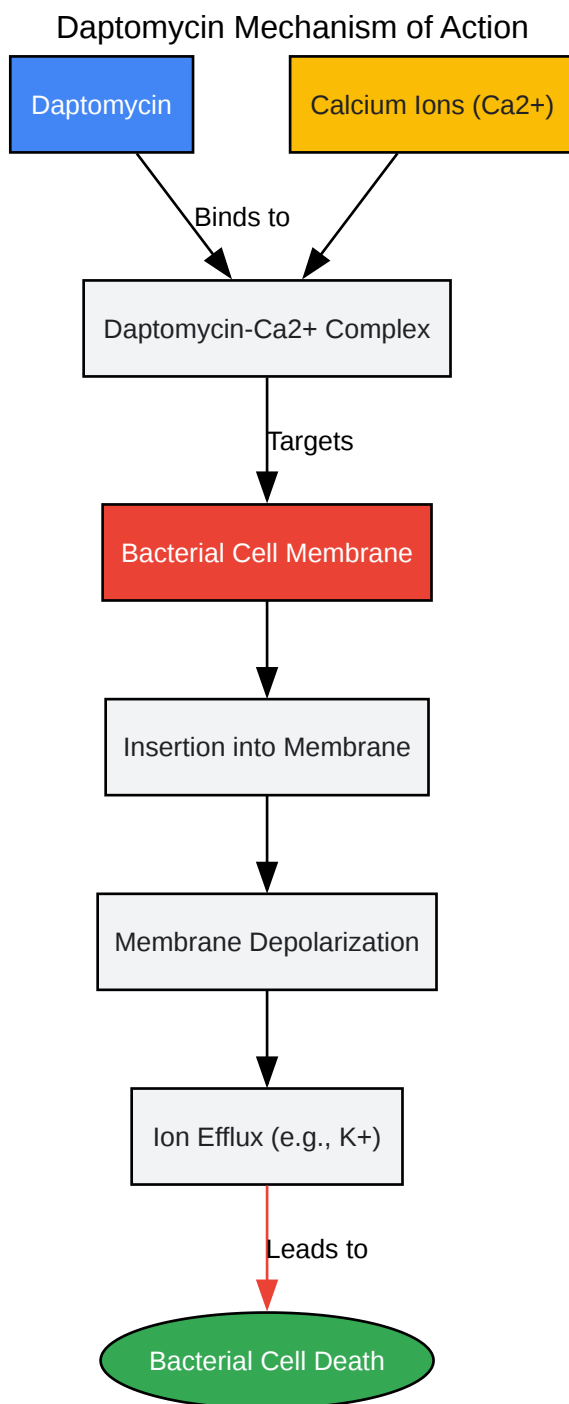 Daptomycin Mechanism of Action
Daptomycin
Calcium Ions (Ca2+)
Binds to
Daptomycin-Ca2+ Complex
Targets
Bacterial Cell Membrane
Insertion into Membrane
Membrane Depolarization
Ion Efflux (e.g., K+)
Leads to
Bacterial Cell Death